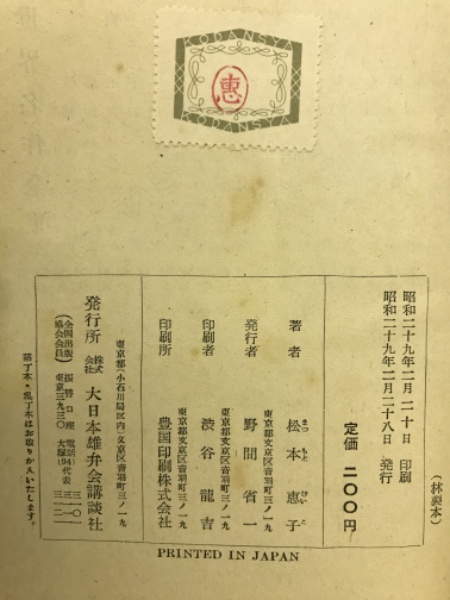 KODANSYA
惠
KODANSYA
昭和二十九年二月二十日 印刷
昭和二十九年二月二十八日 発行
定価 二〇〇円
著者 松本恵子
まつもとけいこ
東京都文京区音羽町三ノ一九
発行者 野間省一
東京都文京区音羽町三ノ一九
印刷者 渋谷龍吉
東京都文京区音羽町三ノ一九
印刷所 豊国印刷株式会社
東京都(小石川局区内)文京区音羽町三ノ一九
発行所 株式会社 大日本雄弁会講談社
(全国出版協会会員) 振替口座 東京三九三〇 電話大塚(94)代表
落丁本・乱丁本はお取りかえいたします。
PRINTED IN JAPAN